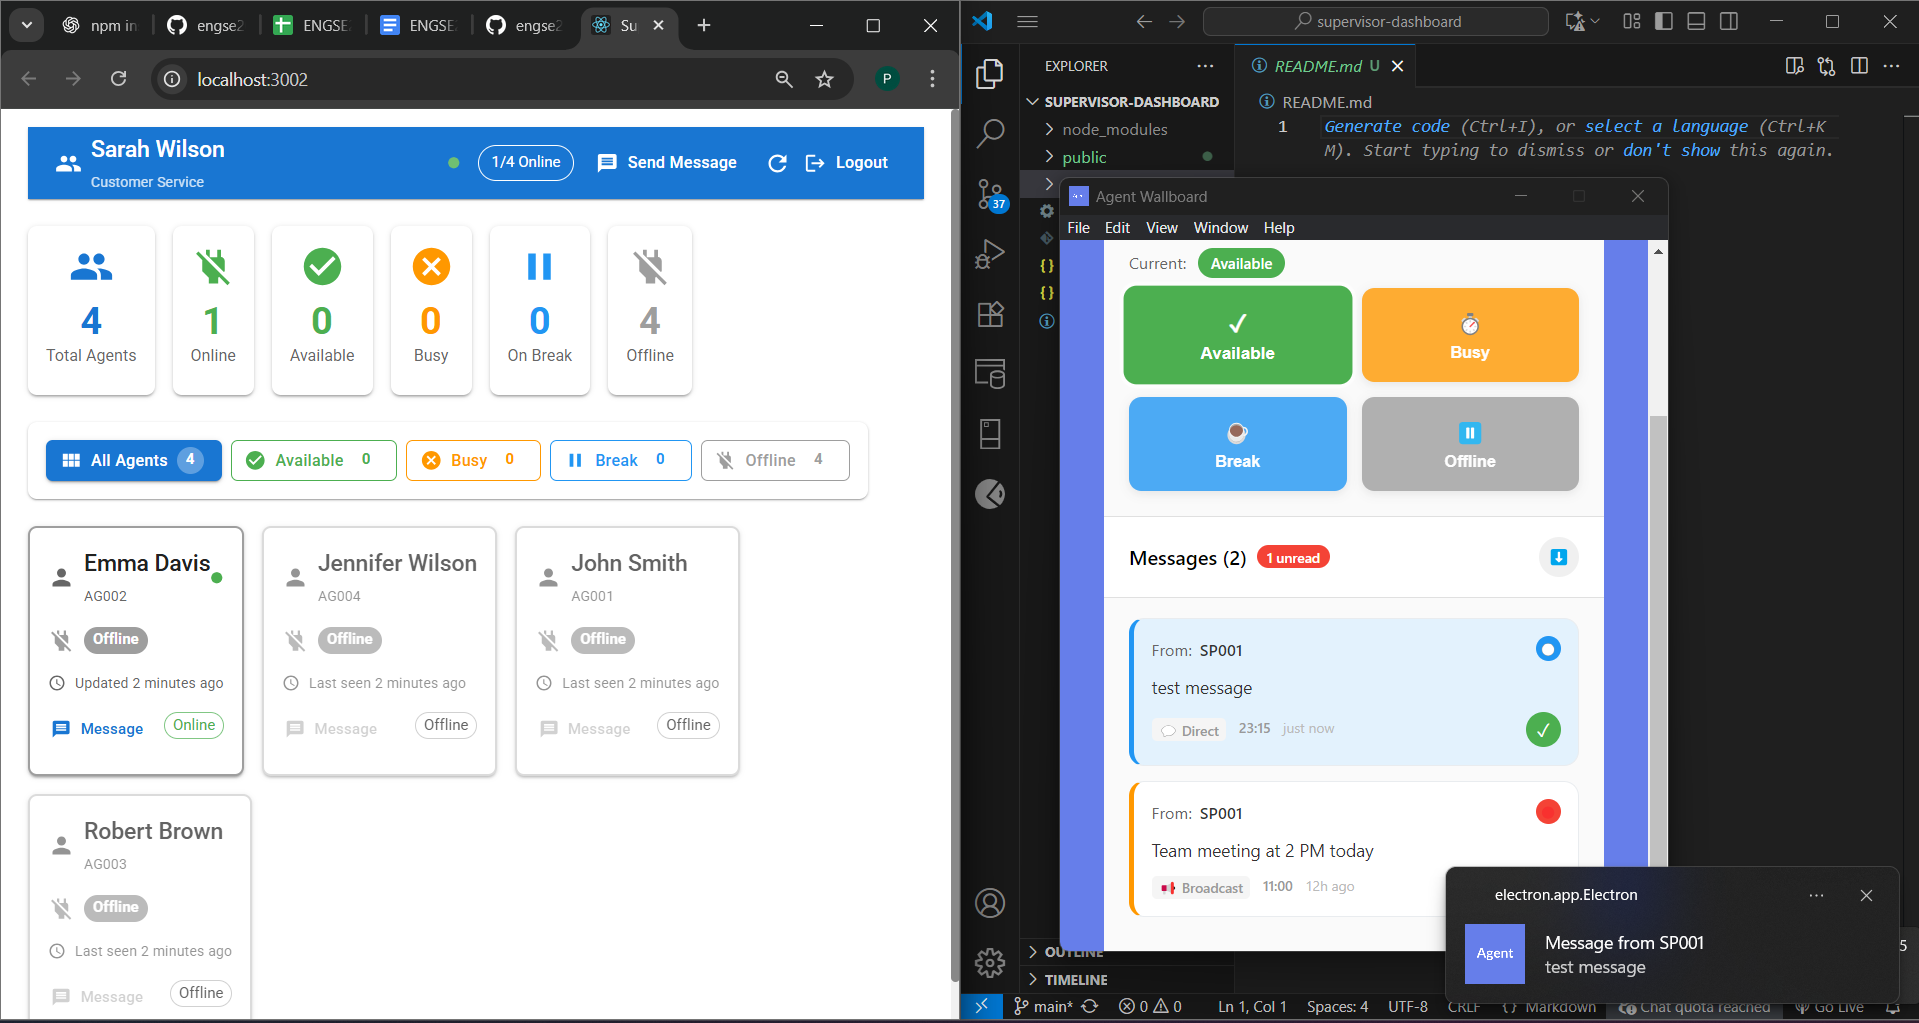 npm in
engse2
ENGSE
ENGSE
engse2
Su
localhost:3002
P
Sarah Wilson
Customer Service
1/4 Online
Send Message
Logout
4
Total Agents
1
Online
0
Available
0
Busy
0
On Break
4
Offline
All Agents 4
Available 0
Busy 0
Break 0
Offline 4
Emma Davis
AG002
Offline
Updated 2 minutes ago
Message
Online
Jennifer Wilson
AG004
Offline
Last seen 2 minutes ago
Message
Offline
John Smith
AG001
Offline
Last seen 2 minutes ago
Message
Offline
Robert Brown
AG003
Offline
Last seen 2 minutes ago
Message
Offline
supervisor-dashboard
EXPLORER
SUPERVISOR-DASHBOARD
node_modules
public
37
README.md U
README.md
1
Generate code (Ctrl+I), or select a language (Ctrl+K
M). Start typing to dismiss or don't show this again.
Agent Wallboard
File Edit View Window Help
Current: Available
Available
Busy
Break
Offline
Messages (2) 1 unread
From: SP001
test message
Direct 23:15 just now
From: SP001
Team meeting at 2 PM today
Broadcast 11:00 12h ago
electron.app.Electron
Agent
Message from SP001
test message
OUTLINE
TIMELINE
main* 0 0 Ln 1, Col 1 Spaces: 4 UTF-8 CRLF {} Markdown Chat quota reached Go Live